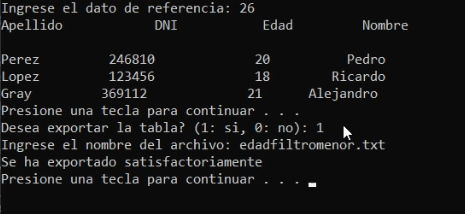 Ingrese el dato de referencia: 26
Apellido DNI Edad Nombre
Perez 246810 20 Pedro
Lopez 123456 18 Ricardo
Gray 369112 21 Alejandro
Presione una tecla para continuar . . .
Desea exportar la tabla? (1: si, 0: no): 1
Ingrese el nombre del archivo: edadfiltromenor.txt
Se ha exportado satisfactoriamente
Presione una tecla para continuar . . .